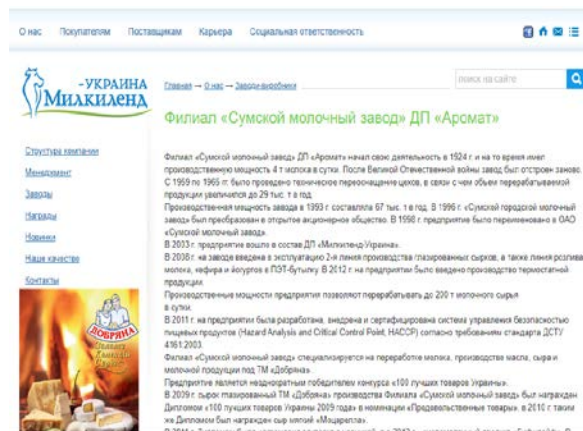 О нас Покупателям Поставщикам Карьера Социальная ответственность
-УКРАИНА
МИЛКИЛЕНД
Главная → О нас → Заводи-виробники
поиск на сайте
Филиал «Сумской молочный завод» ДП «Аромат»
Структура компании
Менеджмент
Заводы
Награды
Новинки
Наше качество
Контакты
Филиал «Сумской молочный завод» ДП «Аромат» начал свою деятельность в 1924 г. и на то время имел
производственную мощность 4 т молока в сутки. После Великой Отечественной войны завод был отстроен заново.
С 1959 по 1965 гг. было проведено техническое переоснащение цехов, в связи с чем объем перерабатываемой
продукции увеличился до 29 тыс. т в год.
Производственная мощность завода в 1993 г. составляла 67 тыс. т в год. В 1996 г. «Сумской городской молочный
завод» был преобразован в открытое акционерное общество. В 1998 г. предприятие было переименовано в ОАО
«Сумской молочный завод».
В 2003 г. предприятие вошло в состав ДП «Милкиленд-Украина».
В 2008 г. на заводе введена в эксплуатацию 2-я линия производства глазированных сырков, а также линия розлива
молока, кефира и йогуртов в ПЭТ-бутылку. В 2012 г. на предприятии было введено производство термостатной
продукции.
Производственные мощности предприятия позволяют перерабатывать до 200 т молочного сырья
в сутки.
В 2011 г. на предприятии была разработана, внедрена и сертифицирована система управления безопасностью
пищевых продуктов (Hazard Analysis and Critical Control Point, HACCP) согласно требованиям стандарта ДСТУ
4161:2003.
Филиал «Сумской молочный завод» специализируется на переработке молока, производстве масла, сыра и
молочной продукции под ТМ «Добряна».
Предприятие является неоднократным победителем конкурса «100 лучших товаров Украины».
В 2009 г. сырок глазированный ТМ «Добряна» производства Филиала «Сумской молочный завод» был награжден
Дипломом «100 лучших товаров Украины 2009 года» в номинации «Продовольственные товары», в 2010 г. таким
же Дипломом был награжден сыр мягкий «Моцарелла».
ДОБРЯНА